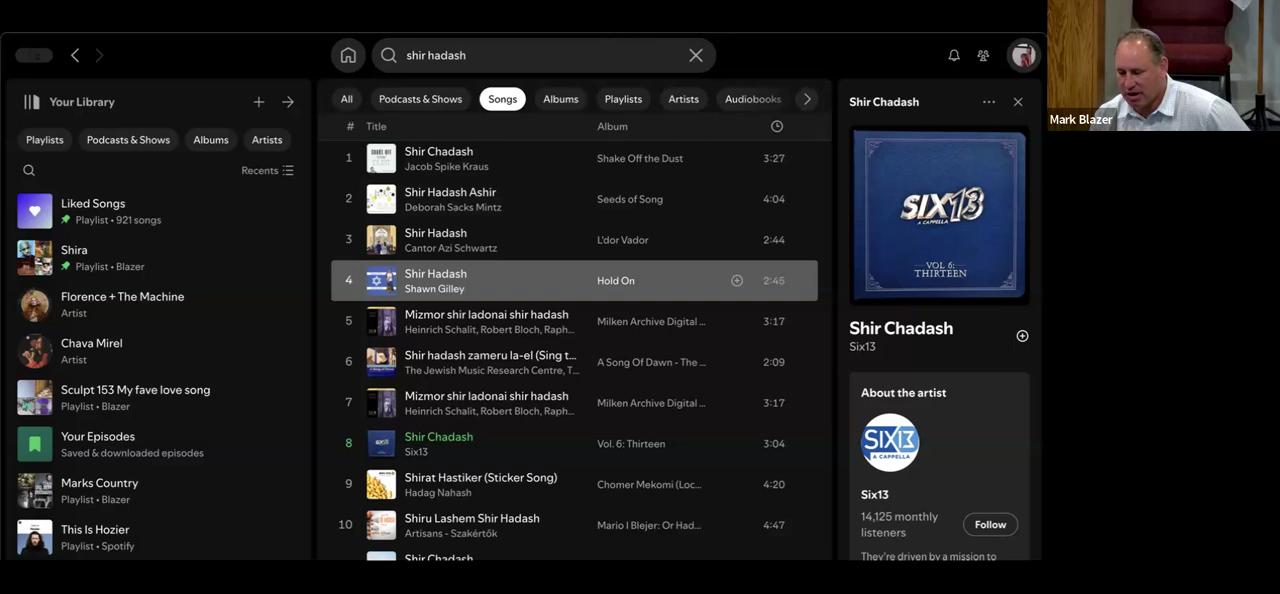 shir hadash
Your Library
Playlists
Podcasts & Shows
Albums
Artists
Recents
Liked Songs
Playlist • 921 songs
Shira
Playlist • Blazer
Florence + The Machine
Artist
Chava Mirel
Artist
Sculpt 153 My fave love song
Playlist • Blazer
Your Episodes
Saved & downloaded episodes
Marks Country
Playlist • Blazer
This Is Hozier
Playlist • Spotify
All
Podcasts & Shows
Songs
Albums
Playlists
Artists
Audiobooks
# Title Album
1 Shir Chadash Shake Off the Dust 3:27
Jacob Spike Kraus
2 Shir Hadash Ashir Seeds of Song 4:04
Deborah Sacks Mintz
3 Shir Hadash L'dor Vador 2:44
Cantor Azi Schwartz
4 Shir Hadash Hold On 2:45
Shawn Gilley
5 Mizmor shir ladonai shir hadash Milken Archive Digital ... 3:17
Heinrich Schalit, Robert Bloch, Raph...
6 Shir hadash zameru la-el (Sing t... A Song Of Dawn - The ... 2:09
The Jewish Music Research Centre, T...
7 Mizmor shir ladonai shir hadash Milken Archive Digital ... 3:17
Heinrich Schalit, Robert Bloch, Raph...
8 Shir Chadash Vol. 6: Thirteen 3:04
Six13
9 Shirat Hastiker (Sticker Song) Chomer Mekomi (Loc... 4:20
Hadag Nahash
10 Shiru Lashem Shir Hadash Mario I Blejer: Or Had... 4:47
Artisans - Szakértők
Shir Chadash
Shir Chadash
SIX13
A CAPPELLA
VOL 6:
THIRTEEN
Shir Chadash
Six13
About the artist
SIX13
A CAPPELLA
Six13
14,125 monthly
listeners
Follow
They're driven by a mission to
Mark Blazer